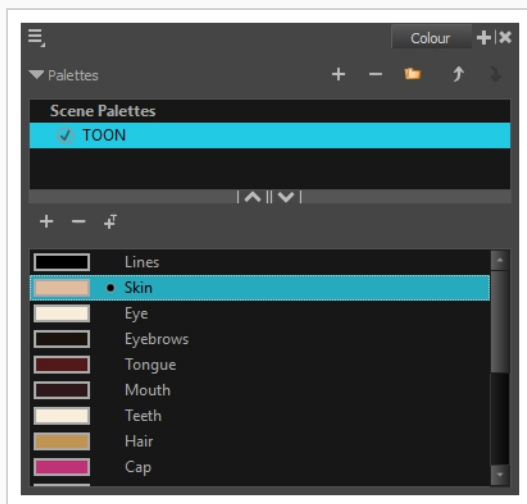 Colour
Palettes
Scene Palettes
TOON
Lines
Skin
Eye
Eyebrows
Tongue
Mouth
Teeth
Hair
Cap